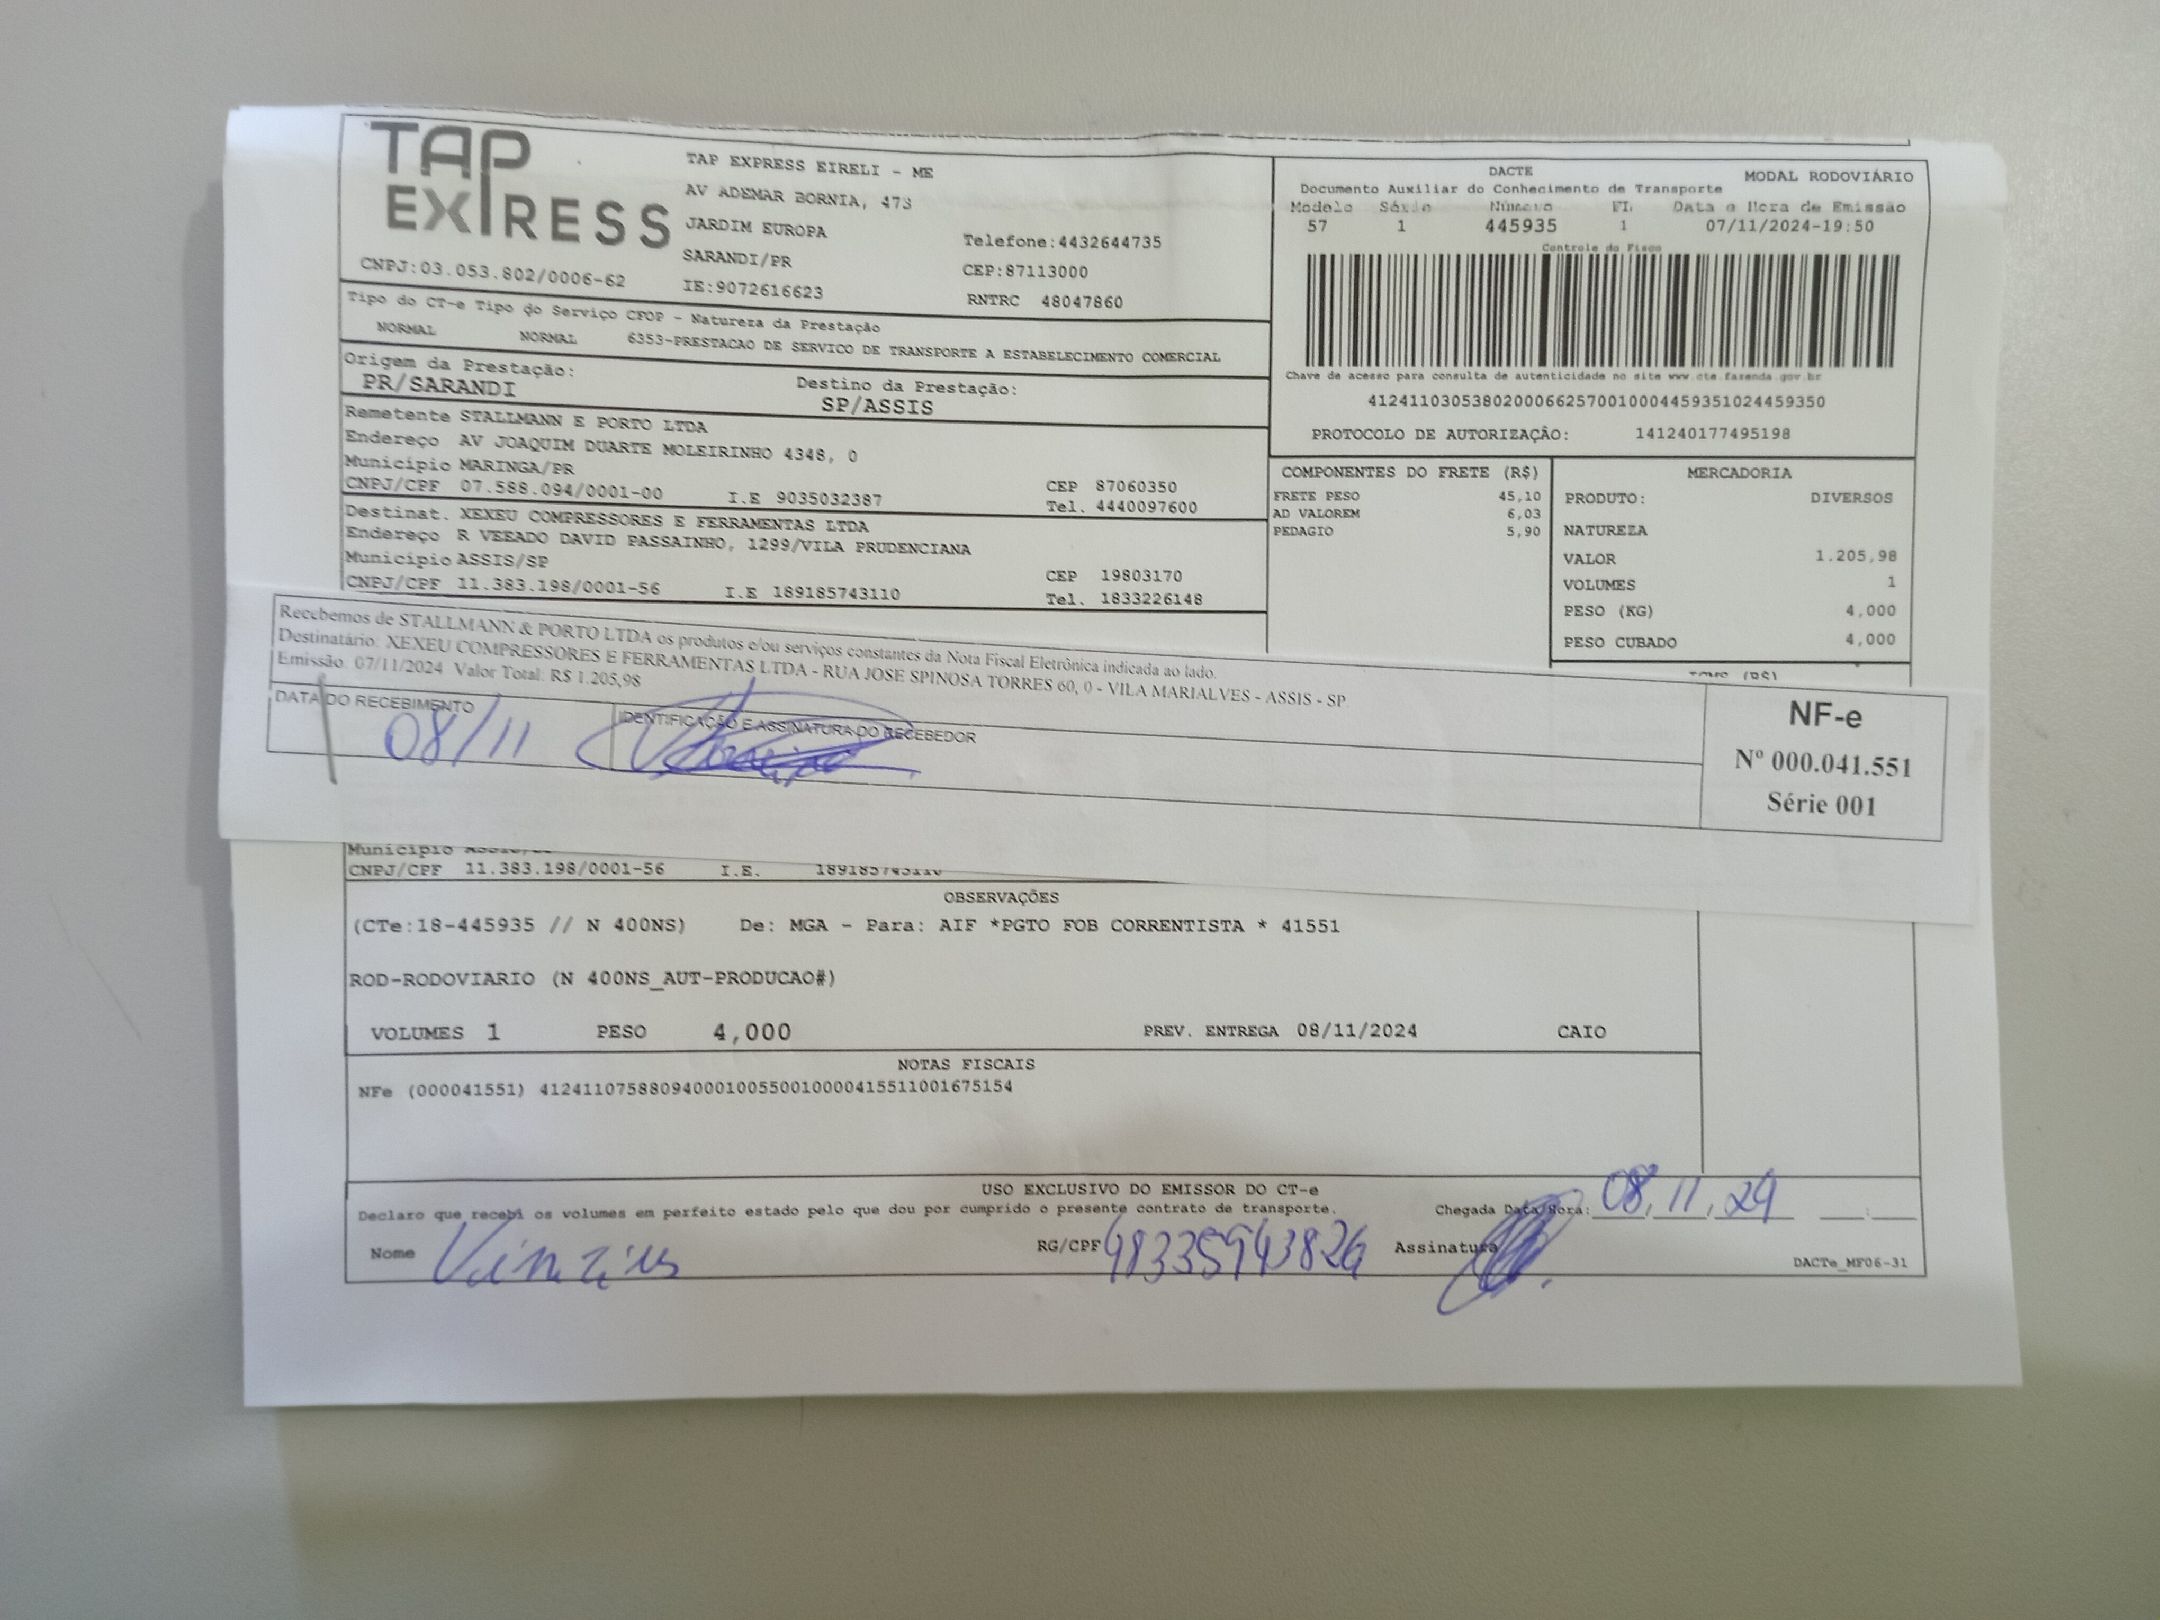 TAP EXPRESS
TAP EXPRESS EIRELI - ME
AV ADEMAR BORNIA, 473
JARDIM EUROPA
Telefone:4432644735
SARANDI/PR
CEP:87113000
CNPJ:03.053.802/0006-62
IE:9072616623
RNTRC 48047860
DACTE
MODAL RODOVIÁRIO
Documento Auxiliar do Conhecimento de Transporte
Modelo Série Número FL Data e Hora de Emissão
57 1 445935 1 07/11/2024-19:50
Controle do Fisco
Chave de acesso para consulta de autenticidade no site www.cte.fazenda.gov.br
41241103053802000662570010004459351024459350
PROTOCOLO DE AUTORIZAÇÃO: 141240177495198
Tipo do CT-e Tipo do Serviço CFOP - Natureza da Prestação
NORMAL NORMAL 6353-PRESTACAO DE SERVICO DE TRANSPORTE A ESTABELECIMENTO COMERCIAL
Origem da Prestação: Destino da Prestação:
PR/SARANDI SP/ASSIS
Remetente STALLMANN E PORTO LTDA
Endereço AV JOAQUIM DUARTE MOLEIRINHO 4348, 0
Município MARINGA/PR CEP 87060350
CNPJ/CPF 07.588.094/0001-00 I.E 9035032387 Tel. 4440097600
Destinat. XEXEU COMPRESSORES E FERRAMENTAS LTDA
Endereço R VEEADO DAVID PASSAINHO, 1299/VILA PRUDENCIANA
Município ASSIS/SP CEP 19803170
CNPJ/CPF 11.383.198/0001-56 I.E 189185743110 Tel. 1833226148
COMPONENTES DO FRETE (R$)
FRETE PESO 45,10
AD VALOREM 6,03
PEDAGIO 5,90
MERCADORIA
PRODUTO: DIVERSOS
NATUREZA
VALOR 1.205,98
VOLUMES 1
PESO (KG) 4,000
PESO CUBADO 4,000
Recebemos de STALLMANN & PORTO LTDA os produtos e/ou serviços constantes da Nota Fiscal Eletrônica indicada ao lado.
Destinatário: XEXEU COMPRESSORES E FERRAMENTAS LTDA - RUA JOSE SPINOSA TORRES 60, 0 - VILA MARIALVES - ASSIS - SP
Emissão: 07/11/2024 Valor Total: R$ 1.205,98
DATA DO RECEBIMENTO
08/11
IDENTIFICAÇÃO E ASSINATURA DO RECEBEDOR
NF-e
Nº 000.041.551
Série 001
Município
CNPJ/CPF 11.383.198/0001-56 I.E. 189185743110
OBSERVAÇÕES
(CTe:18-445935 // N 400NS) De: MGA - Para: AIF *PGTO FOB CORRENTISTA * 41551
ROD-RODOVIARIO (N 400NS_AUT-PRODUCAO#)
VOLUMES 1 PESO 4,000 PREV. ENTREGA 08/11/2024 CAIO
NOTAS FISCAIS
NFe (000041551) 41241107588094000100550010000415511001675154
USO EXCLUSIVO DO EMISSOR DO CT-e
Declaro que recebi os volumes em perfeito estado pelo que dou por cumprido o presente contrato de transporte.
Chegada Data/Hora: 08,11,24
Nome RG/CPF Assinatura
DACTe_MF06-31